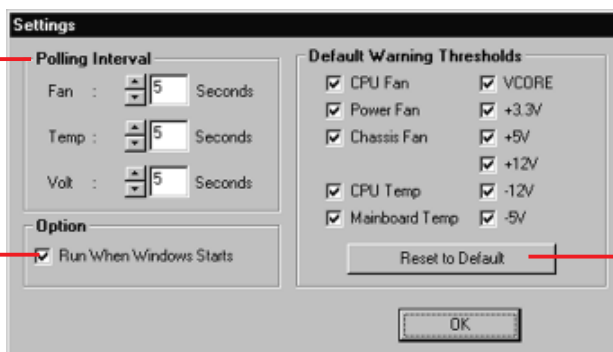 Settings
Polling Interval
Fan : 5 Seconds
Temp : 5 Seconds
Volt : 5 Seconds
Option
Run When Windows Starts
Default Warning Thresholds
CPU Fan VCORE
Power Fan +3.3V
Chassis Fan +5V
+12V
CPU Temp -12V
Mainboard Temp -5V
Reset to Default
OK